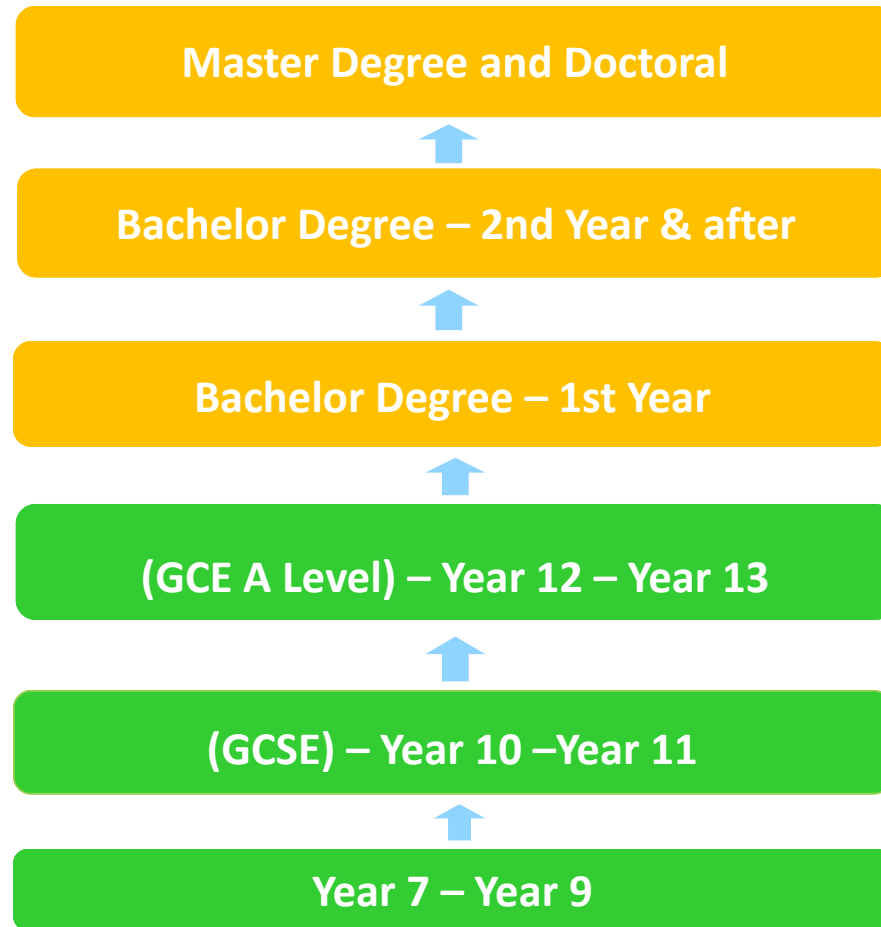 Master Degree and Doctoral
Bachelor Degree – 2nd Year & after
Bachelor Degree – 1st Year
(GCE A Level) – Year 12 – Year 13
(GCSE) – Year 10 –Year 11
Year 7 – Year 9